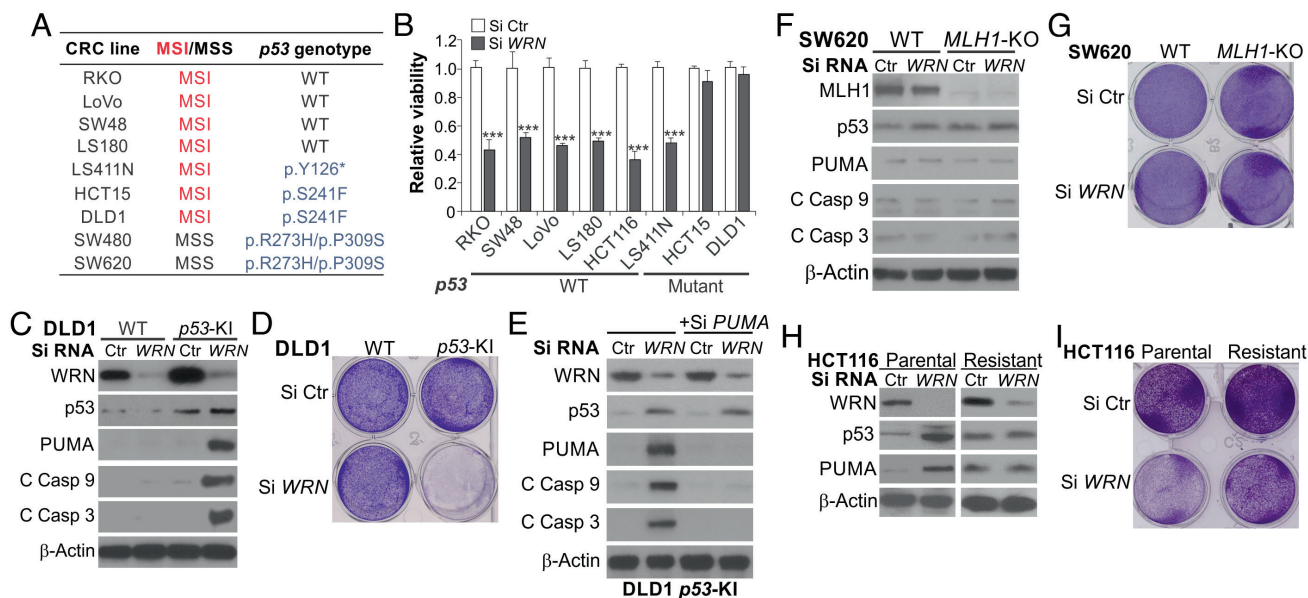 A
CRC line MSI/MSS p53 genotype
RKO MSI WT
LoVo MSI WT
SW48 MSI WT
LS180 MSI WT
LS411N MSI p.Y126*
HCT15 MSI p.S241F
DLD1 MSI p.S241F
SW480 MSS p.R273H/p.P309S
SW620 MSS p.R273H/p.P309S
B
Si Ctr
Si WRN
Relative viability
1.2
1.0
0.8
0.6
0.4
0.2
0
*** *** *** *** *** ***
RKO SW48 LoVo LS180 HCT116 LS411N HCT15 DLD1
p53 WT Mutant
C
DLD1 WT p53-KI
Si RNA Ctr WRN Ctr WRN
WRN
p53
PUMA
C Casp 9
C Casp 3
β-Actin
D
DLD1 WT p53-KI
Si Ctr
Si WRN
E
+Si PUMA
Si RNA Ctr WRN Ctr WRN
WRN
p53
PUMA
C Casp 9
C Casp 3
β-Actin
DLD1 p53-KI
F
SW620 WT MLH1-KO
Si RNA Ctr WRN Ctr WRN
MLH1
p53
PUMA
C Casp 9
C Casp 3
β-Actin
G
SW620 WT MLH1-KO
Si Ctr
Si WRN
H
HCT116 Parental Resistant
Si RNA Ctr WRN Ctr WRN
WRN
p53
PUMA
β-Actin
I
HCT116 Parental Resistant
Si Ctr
Si WRN